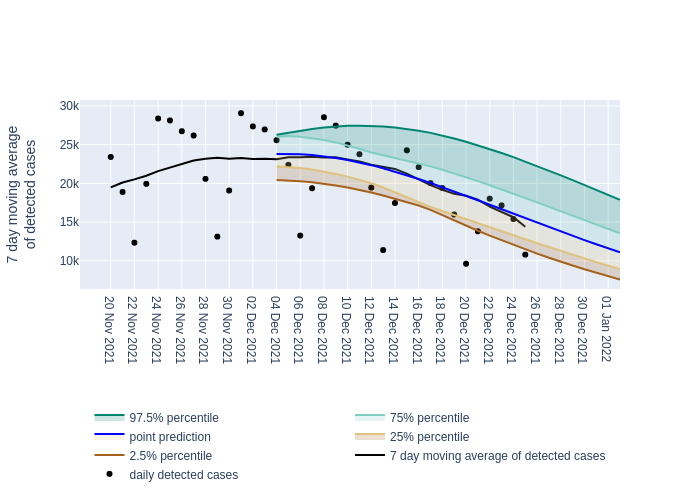 30k
25k
20k
15k
10k
7 day moving average
of detected cases
20 Nov 2021
22 Nov 2021
24 Nov 2021
26 Nov 2021
28 Nov 2021
30 Nov 2021
02 Dec 2021
04 Dec 2021
06 Dec 2021
08 Dec 2021
10 Dec 2021
12 Dec 2021
14 Dec 2021
16 Dec 2021
18 Dec 2021
20 Dec 2021
22 Dec 2021
24 Dec 2021
26 Dec 2021
28 Dec 2021
30 Dec 2021
01 Jan 2022
97.5% percentile
75% percentile
point prediction
25% percentile
2.5% percentile
7 day moving average of detected cases
daily detected cases